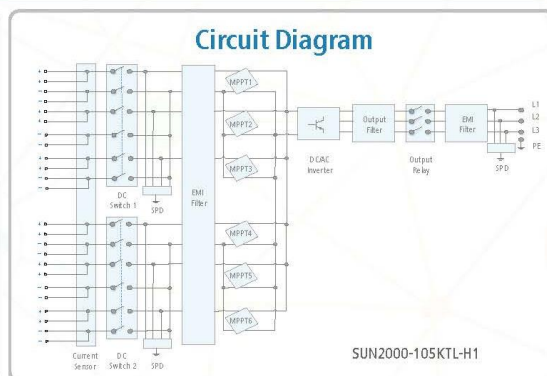 Circuit Diagram
MPPT1
MPPT2
MPPT3
MPPT4
MPPT5
MPPT6
EMI
Filter
DC
Switch 1
SPD
Current
Sensor
DC
Switch 2
SPD
DC/AC
Inverter
Output
Filter
Output
Relay
EMI
Filter
SPD
L1
L2
L3
PE
SUN2000-105KTL-H1